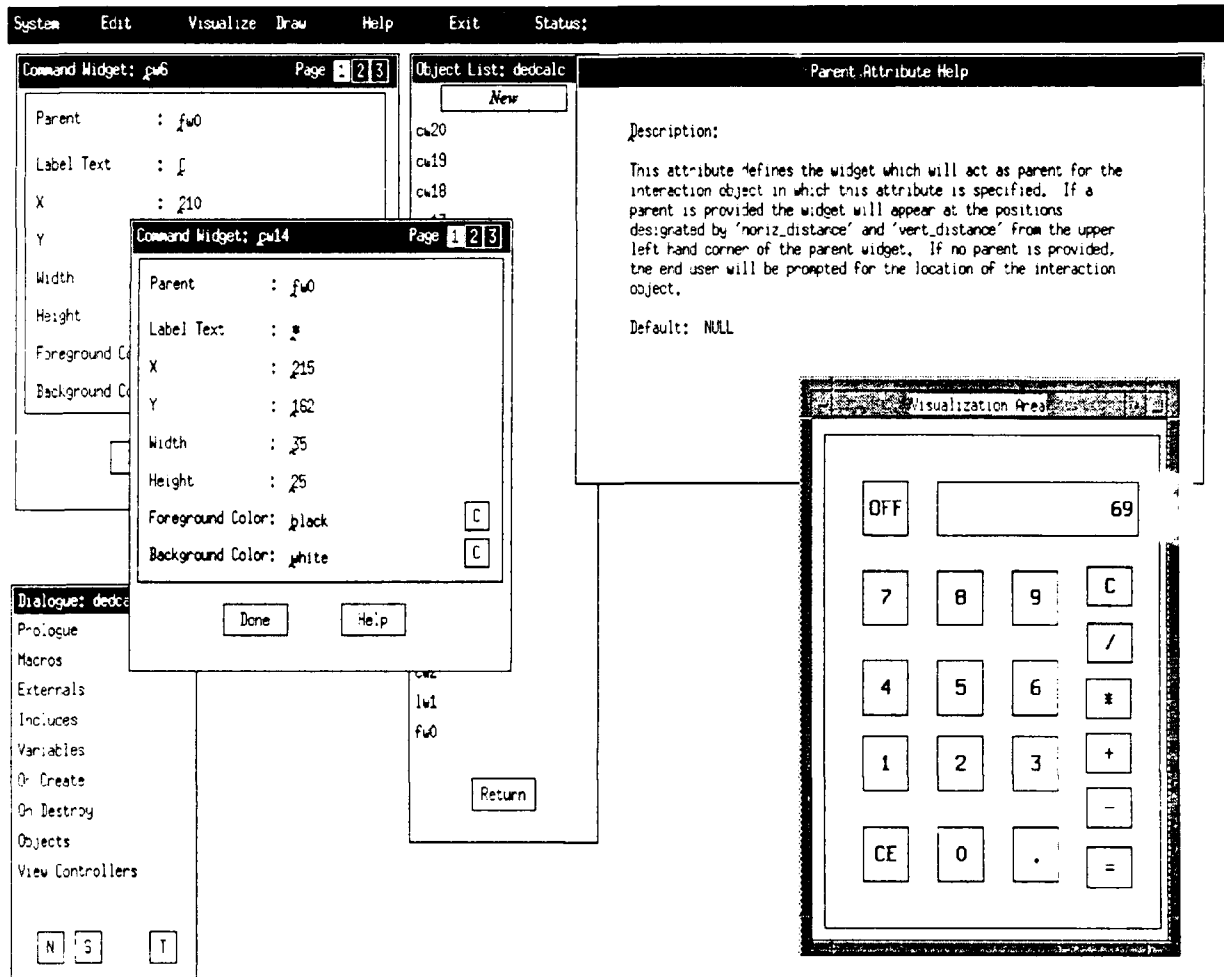 System Edit Visualize Draw Help Exit Status:
Command Widget: cw6 Page 1 2 3
Parent : fw0
Label Text : C
X : 210
Y
Width
Height
Foreground Co
Background Co
Command Widget: cw14 Page 1 2 3
Parent : fw0
Label Text : *
X : 215
Y : 162
Width : 35
Height : 25
Foreground Color: black C
Background Color: white C
Done Help
Object List: dedcalc
New
cw20
cw19
cw18
cw2
lw1
fw0
Return
Parent Attribute Help
Description:
This attribute defines the widget which will act as parent for the
interaction object in which this attribute is specified. If a
parent is provided the widget will appear at the positions
designated by 'horiz_distance' and 'vert_distance' from the upper
left hand corner of the parent widget. If no parent is provided,
the end user will be prompted for the location of the interaction
object.
Default: NULL
Dialogue: dedca
Prologue
Macros
Externals
Includes
Variables
On Create
On Destroy
Objects
View Controllers
N S T
Visualization Area
OFF 69
7 8 9 C
/
4 5 6 *
1 2 3 +
-
CE 0 . =